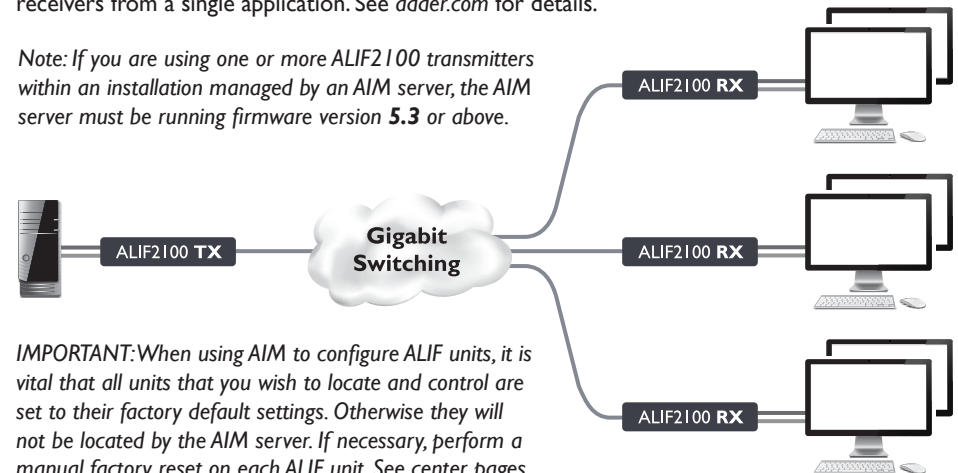 receivers from a single application. See adder.com for details.
Note: If you are using one or more ALIF2100 transmitters
within an installation managed by an AIM server, the AIM
server must be running firmware version 5.3 or above.
ALIF2100 RX
ALIF2100 TX
Gigabit
Switching
ALIF2100 RX
IMPORTANT: When using AIM to configure ALIF units, it is
vital that all units that you wish to locate and control are
set to their factory default settings. Otherwise they will
not be located by the AIM server. If necessary, perform a
manual factory reset on each ALIF unit. See center pages
ALIF2100 RX